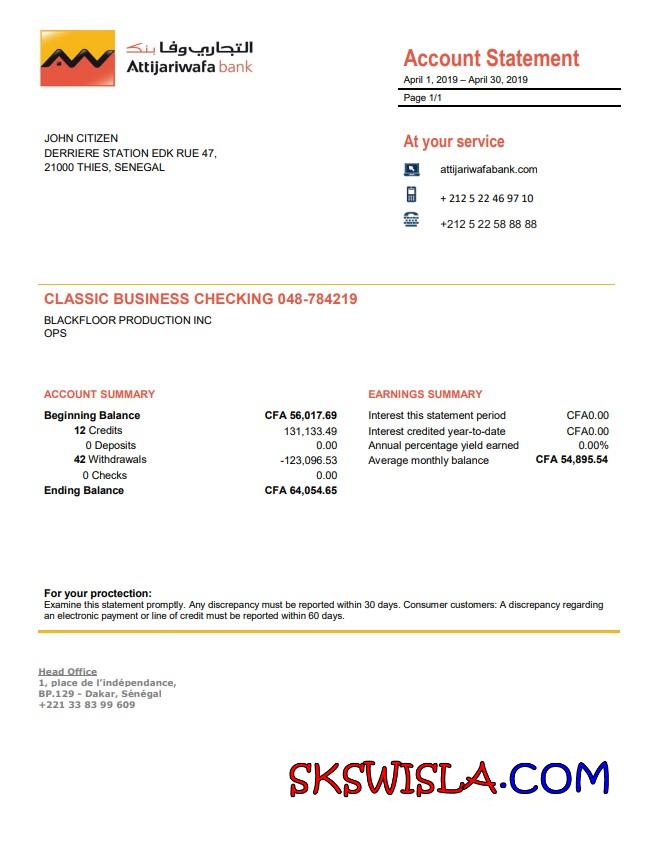 التجاري وفا بنك
Attijariwafa bank
Account Statement
April 1, 2019 – April 30, 2019
Page 1/1
JOHN CITIZEN
DERRIERE STATION EDK RUE 47,
21000 THIES, SENEGAL
At your service
attijariwafabank.com
+ 212 5 22 46 97 10
+212 5 22 58 88 88
CLASSIC BUSINESS CHECKING 048-784219
BLACKFLOOR PRODUCTION INC
OPS
ACCOUNT SUMMARY
Beginning Balance CFA 56,017.69
12 Credits 131,133.49
0 Deposits 0.00
42 Withdrawals -123,096.53
0 Checks 0.00
Ending Balance CFA 64,054.65
EARNINGS SUMMARY
Interest this statement period CFA0.00
Interest credited year-to-date CFA0.00
Annual percentage yield earned 0.00%
Average monthly balance CFA 54,895.54
For your proctection:
Examine this statement promptly. Any discrepancy must be reported within 30 days. Consumer customers: A discrepancy regarding
an electronic payment or line of credit must be reported within 60 days.
Head Office
1, place de l’indépendance,
BP.129 - Dakar, Sénégal
+221 33 83 99 609
SKSWISLA.COM